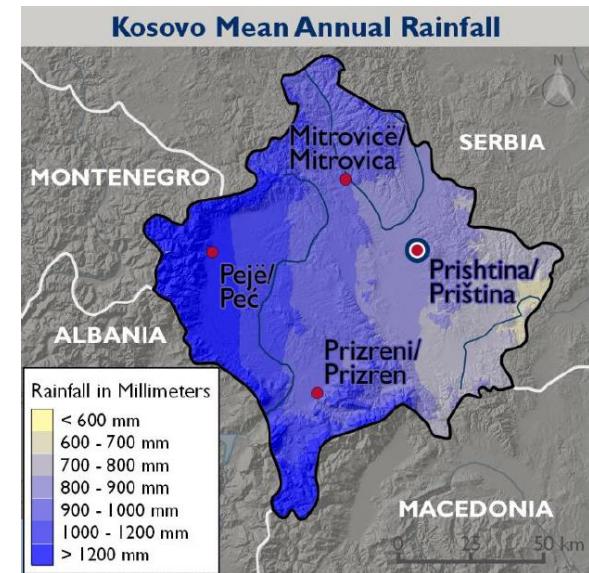 Kosovo Mean Annual Rainfall
N
Mitrovicë/
Mitrovica
SERBIA
MONTENEGRO
Pejë/
Peć
Prishtina/
Priština
ALBANIA
Prizreni/
Prizren
Rainfall in Millimeters
< 600 mm
600 - 700 mm
700 - 800 mm
800 - 900 mm
900 - 1000 mm
1000 - 1200 mm
> 1200 mm
MACEDONIA
0 25 50 km